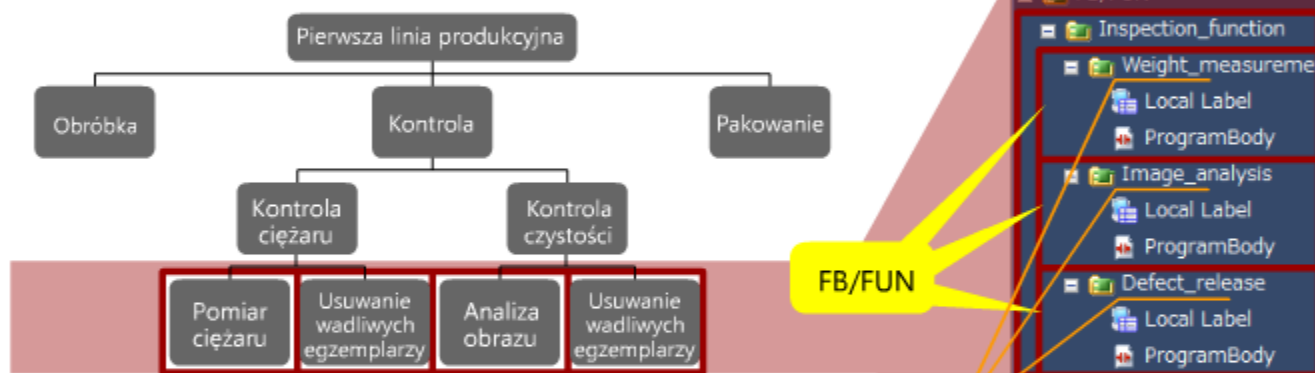 Pierwsza linia produkcyjna
Obróbka
Kontrola
Pakowanie
Kontrola
ciężaru
Kontrola
czystości
Pomiar
ciężaru
Usuwanie
wadliwych
egzemplarzy
Analiza
obrazu
Usuwanie
wadliwych
egzemplarzy
FB/FUN
Inspection_function
Weight_measureme
Local Label
ProgramBody
Image_analysis
Local Label
ProgramBody
Defect_release
Local Label
ProgramBody